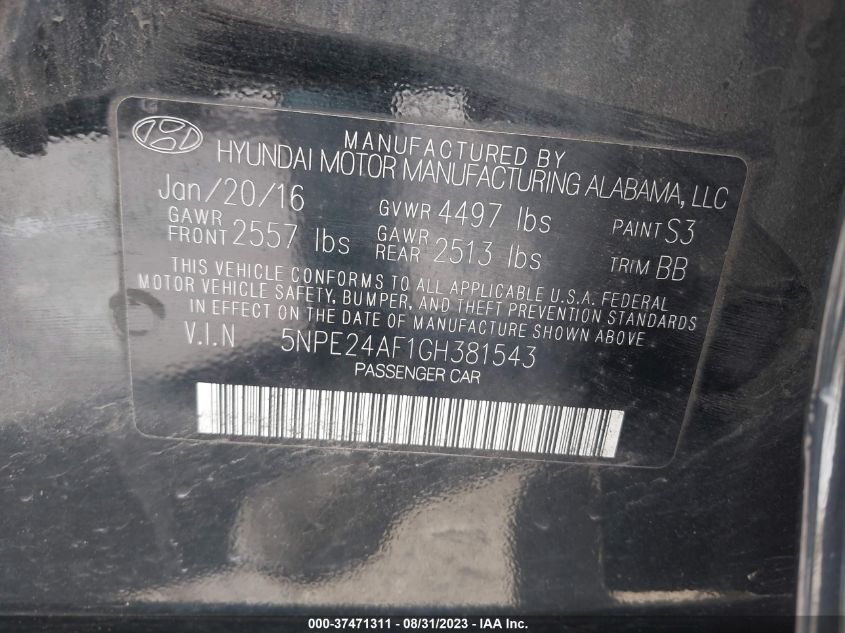 MANUFACTURED BY
HYUNDAI MOTOR MANUFACTURING ALABAMA, LLC
Jan/20/16 GVWR 4497 lbs PAINT S3
GAWR FRONT 2557 lbs GAWR REAR 2513 lbs TRIM BB
THIS VEHICLE CONFORMS TO ALL APPLICABLE U.S.A. FEDERAL
MOTOR VEHICLE SAFETY, BUMPER, AND THEFT PREVENTION STANDARDS
IN EFFECT ON THE DATE OF MANUFACTURE SHOWN ABOVE
V.I.N 5NPE24AF1GH381543
PASSENGER CAR
000-37471311 - 08/31/2023 - IAA Inc.